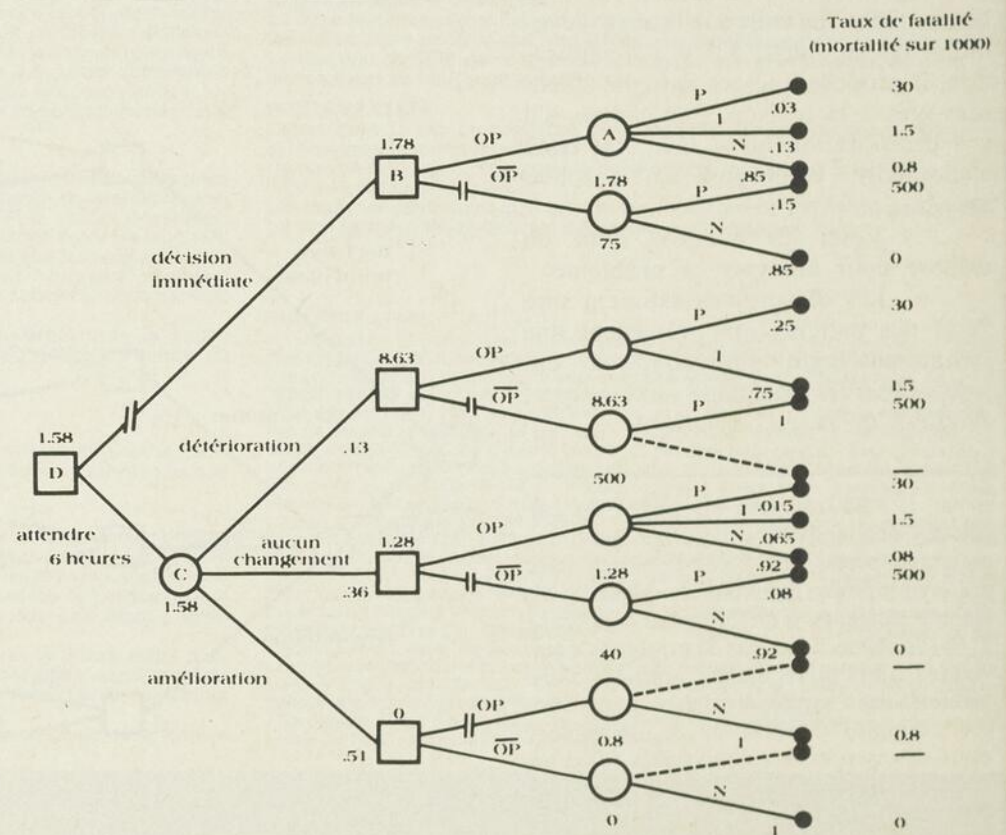 Taux de fatalité
(mortalité sur 1000)
P
.03
30
I
.13
1.5
N
.85
0.8
OP
A
1.78
1.78
B
O̅P̅
P
.15
500
N
.85
0
75
décision
immédiate
P
.25
30
OP
I
.75
1.5
8.63
8.63
O̅P̅
P
1
500
—
500
détérioration
.13
1.58
D
attendre
6 heures
C
1.58
P
.015
30
OP
I
.065
1.5
N
.92
.08
aucun
changement
1.28
.36
1.28
O̅P̅
P
.08
500
N
.92
0
40
amélioration
—
0
.51
OP
N
1
0.8
0.8
—
O̅P̅
N
1
0
0